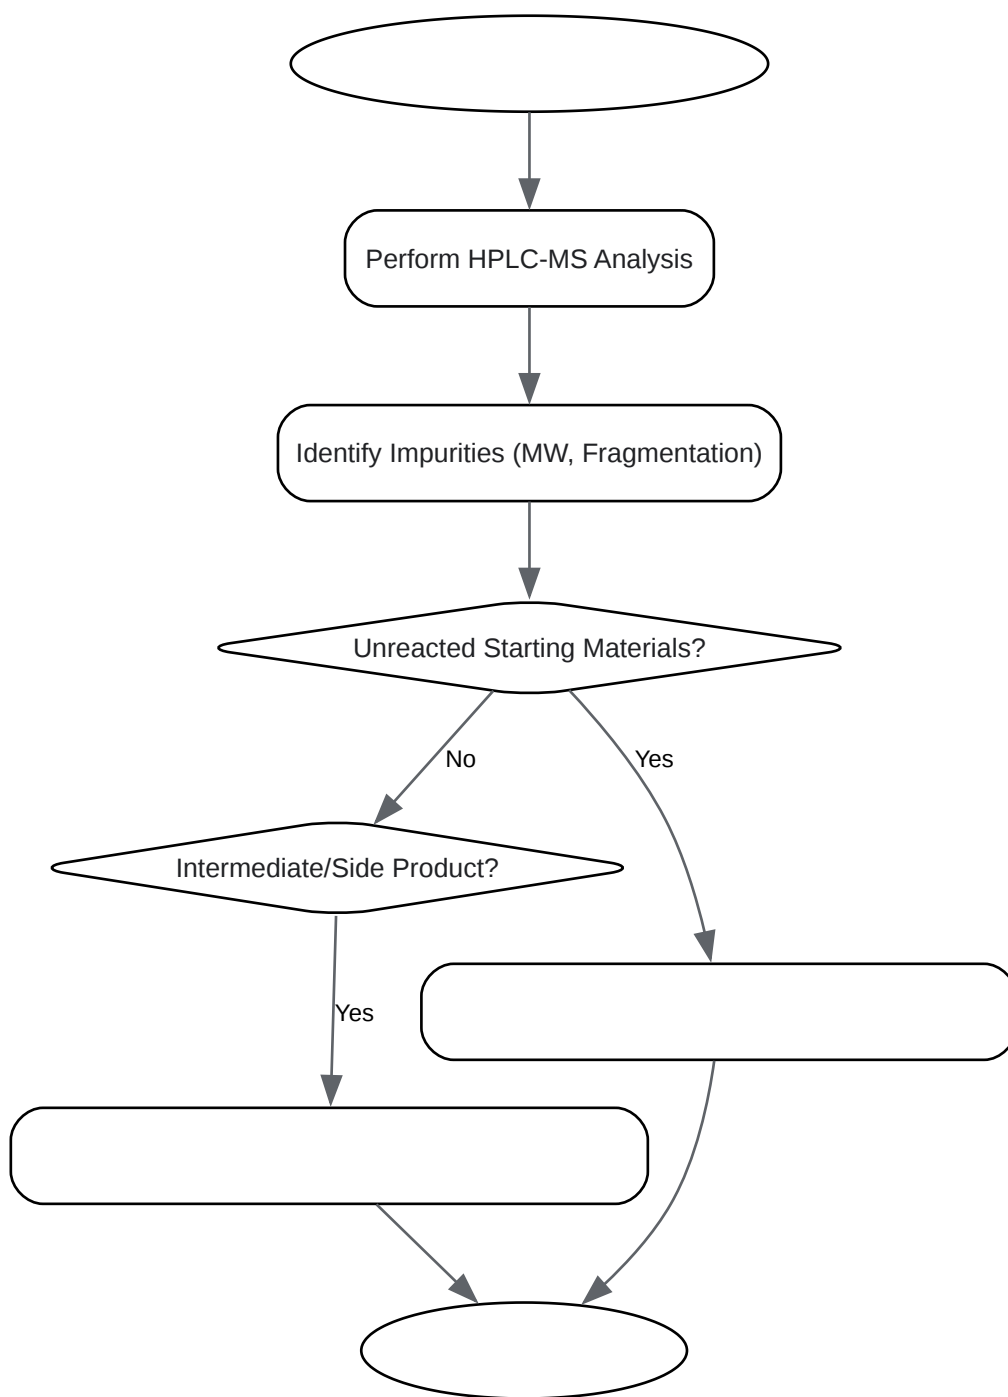 Perform HPLC-MS Analysis
Identify Impurities (MW, Fragmentation)
Unreacted Starting Materials?
No
Yes
Intermediate/Side Product?
Yes